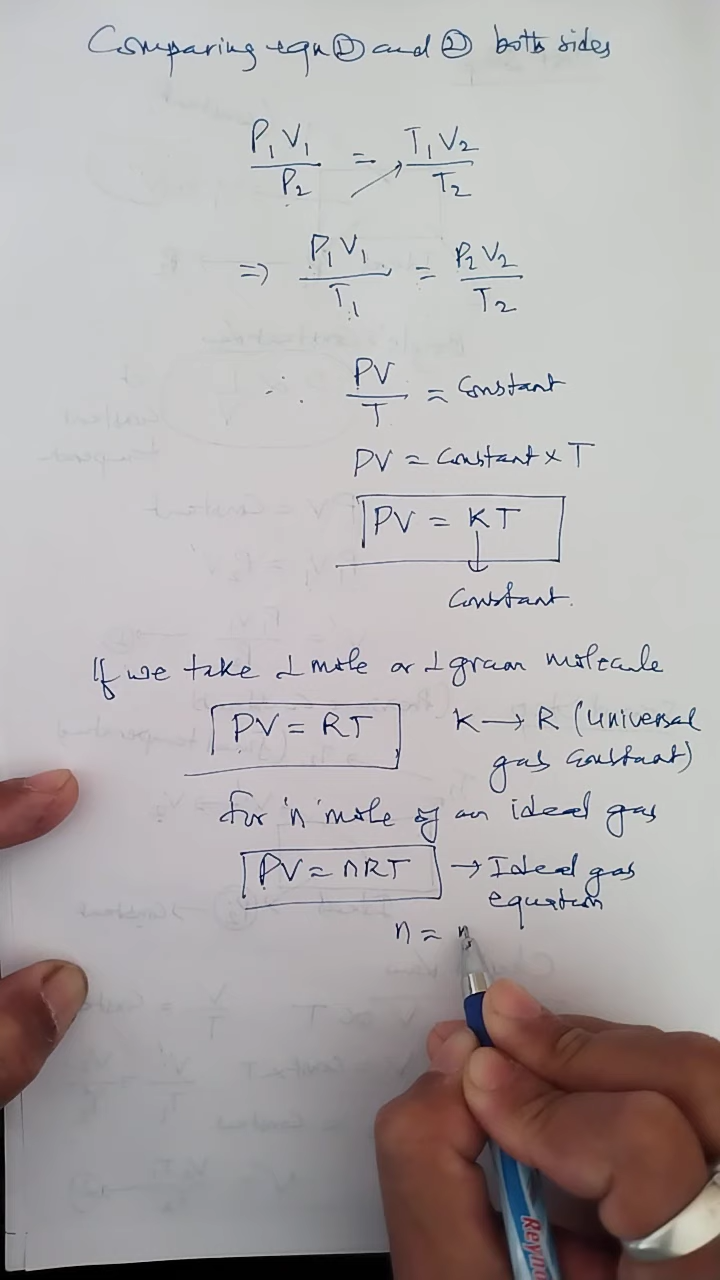 Comparing eqn ① and ② both sides
P₁V₁/P₂ = T₁V₂/T₂
⇒ P₁V₁/T₁ = P₂V₂/T₂
∴ PV/T = Constant
PV = Constant × T
PV = KT
Constant.
If we take 1 mole or 1 gram molecule
PV = RT K → R (Universal
gas constant)
For 'n' mole of an ideal gas
PV = nRT → Ideal gas
equation
n = n
Reyn